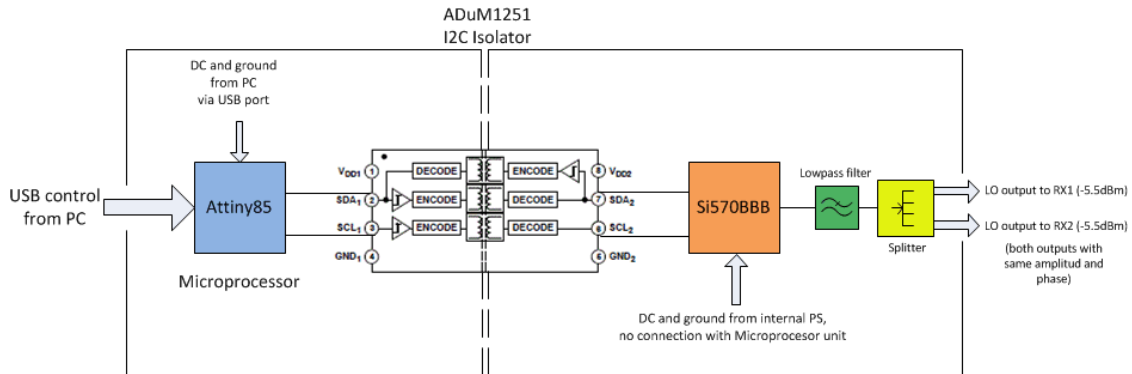 ADuM1251
I2C Isolator
DC and ground
from PC
via USB port
USB control
from PC
Attiny85
Microprocessor
VDD1 1
SDA1 2
SCL1 3
GND1 4
DECODE
ENCODE
ENCODE
DECODE
ENCODE
DECODE
8 VDD2
7 SDA2
6 SCL2
5 GND2
Si570BBB
DC and ground from internal PS,
no connection with Microprocesor unit
Lowpass filter
Splitter
LO output to RX1 (-5.5dBm)
LO output to RX2 (-5.5dBm)
(both outputs with
same amplitud and
phase)